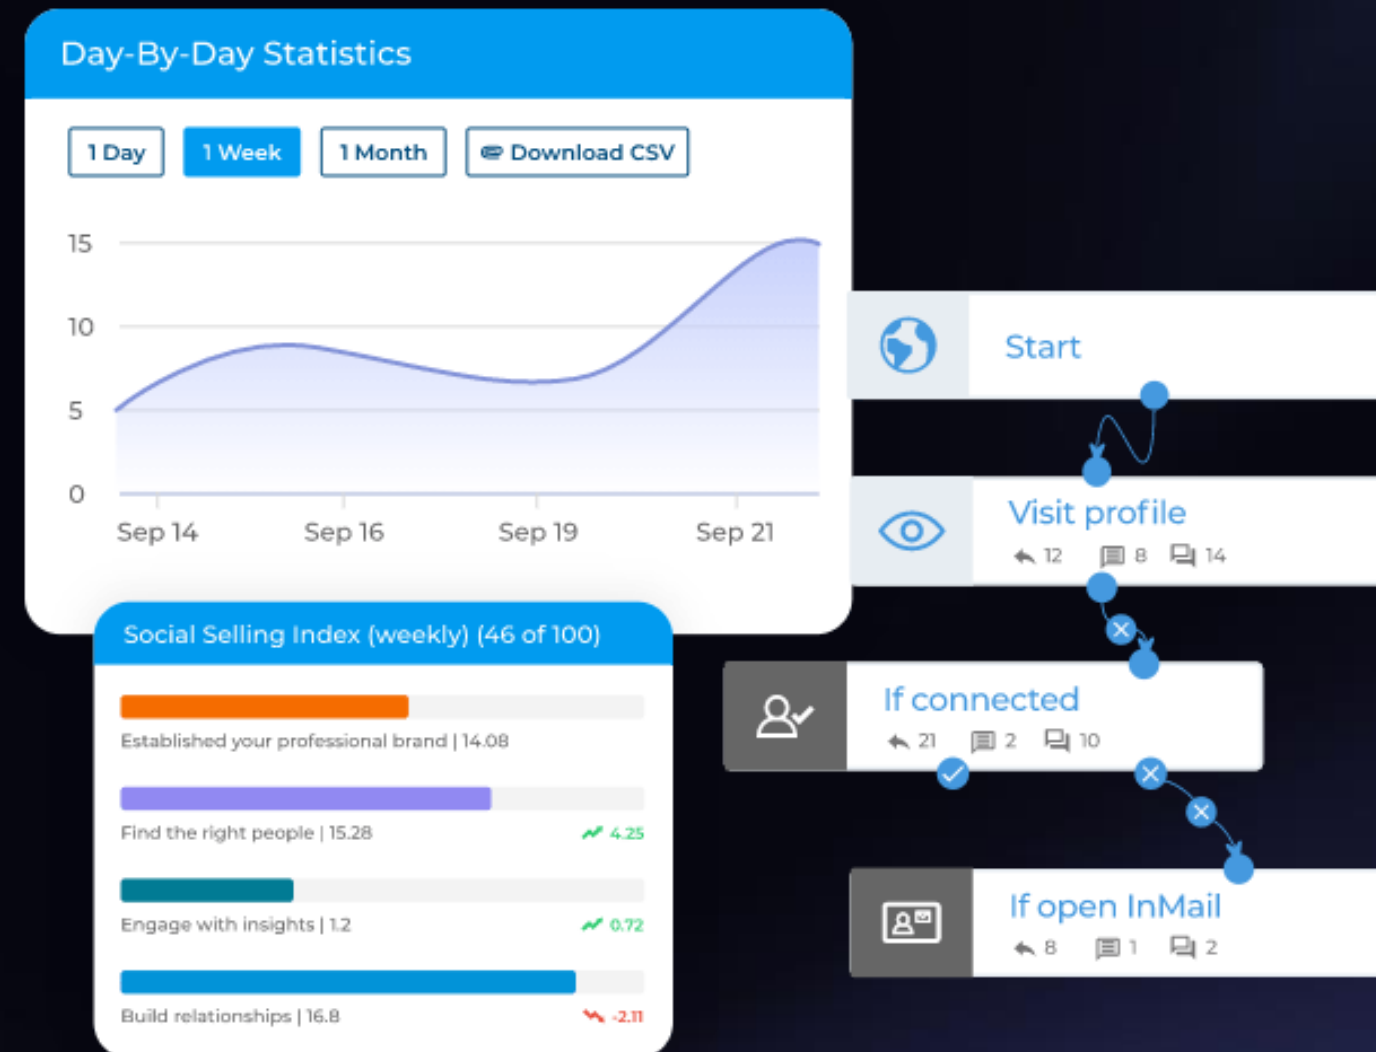 Day-By-Day Statistics
1 Day
1 Week
1 Month
Download CSV
15
10
5
0
Sep 14
Sep 16
Sep 19
Sep 21
Social Selling Index (weekly) (46 of 100)
Established your professional brand | 14.08
Find the right people | 15.28
4.25
Engage with insights | 1.2
0.72
Build relationships | 16.8
-2.11
Start
Visit profile
12 8 14
If connected
21 2 10
If open InMail
8 1 2